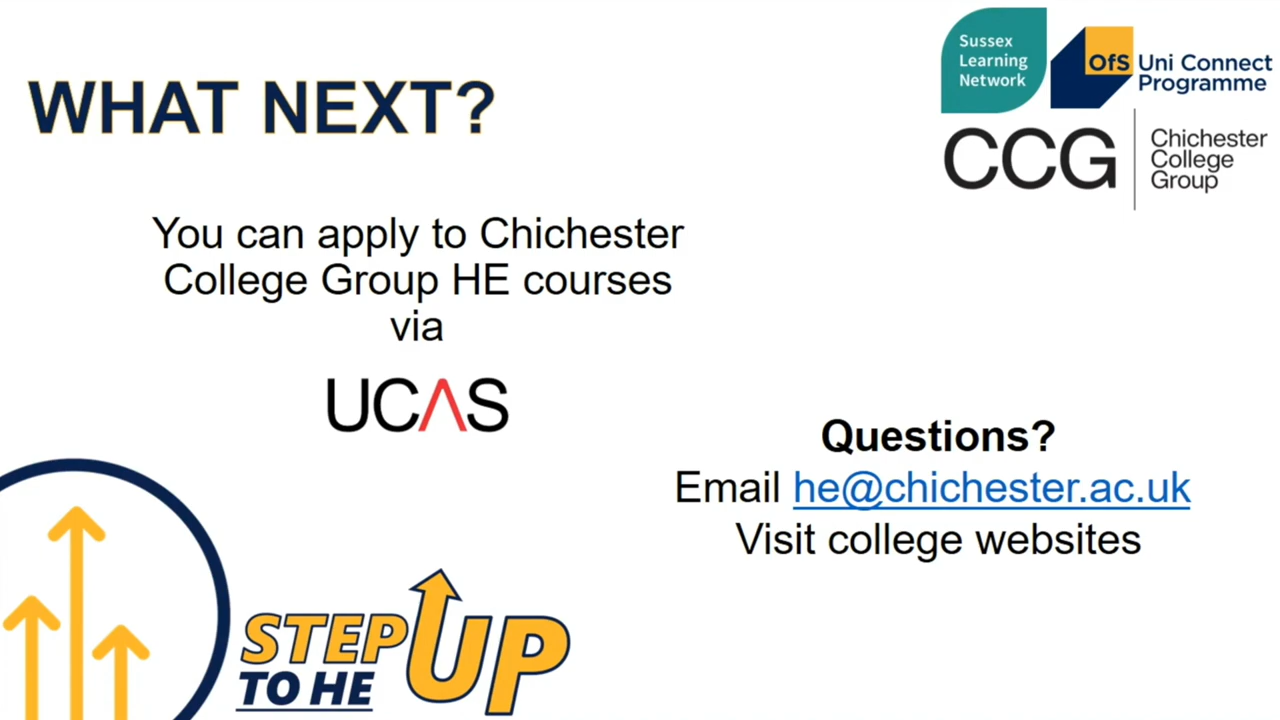 Sussex
Learning
Network
OfS Uni Connect
Programme
WHAT NEXT?
CCG Chichester
College
Group
You can apply to Chichester
College Group HE courses
via
UCAS
Questions?
Email he@chichester.ac.uk
Visit college websites
STEP UP
TO HE